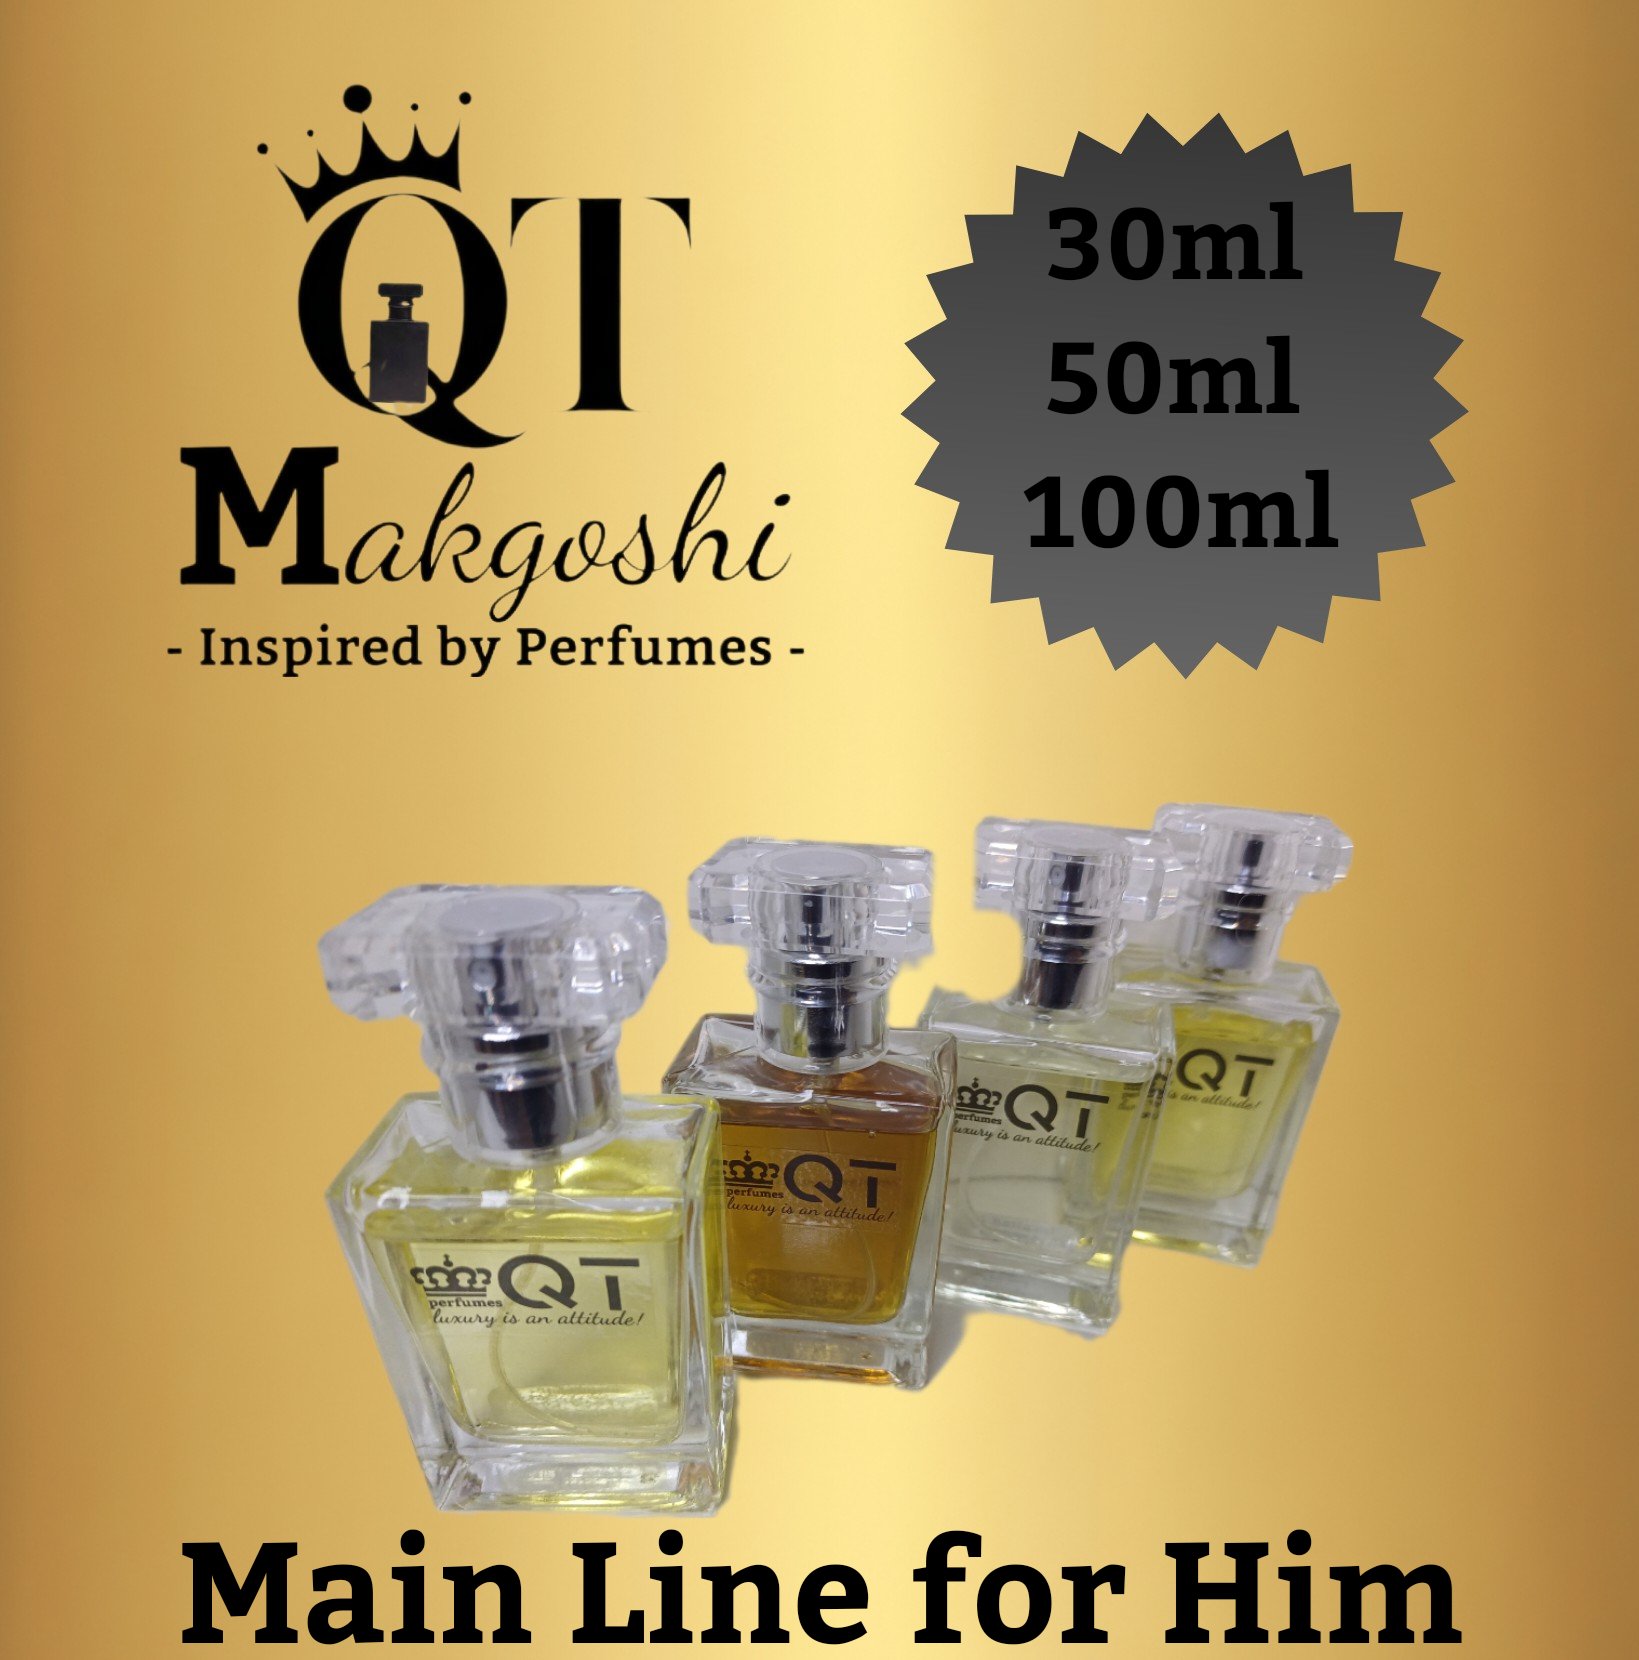 QT
Makgoshi
- Inspired by Perfumes -
30ml
50ml
100ml
QT
perfumes
luxury is an attitude!
QT
perfumes
luxury is an attitude!
QT
perfumes
luxury is an attitude!
QT
is an attitude!
Main Line for Him